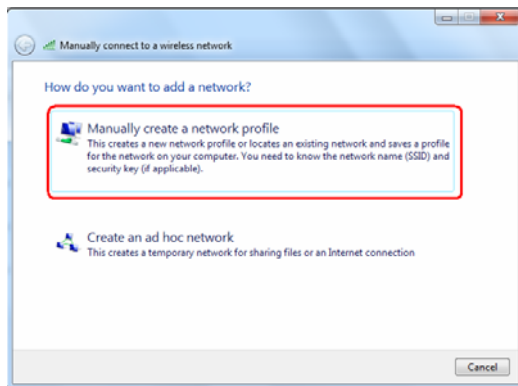 Manually connect to a wireless network
How do you want to add a network?
Manually create a network profile
This creates a new network profile or locates an existing network and saves a profile
for the network on your computer. You need to know the network name (SSID) and
security key (if applicable).
Create an ad hoc network
This creates a temporary network for sharing files or an Internet connection
Cancel